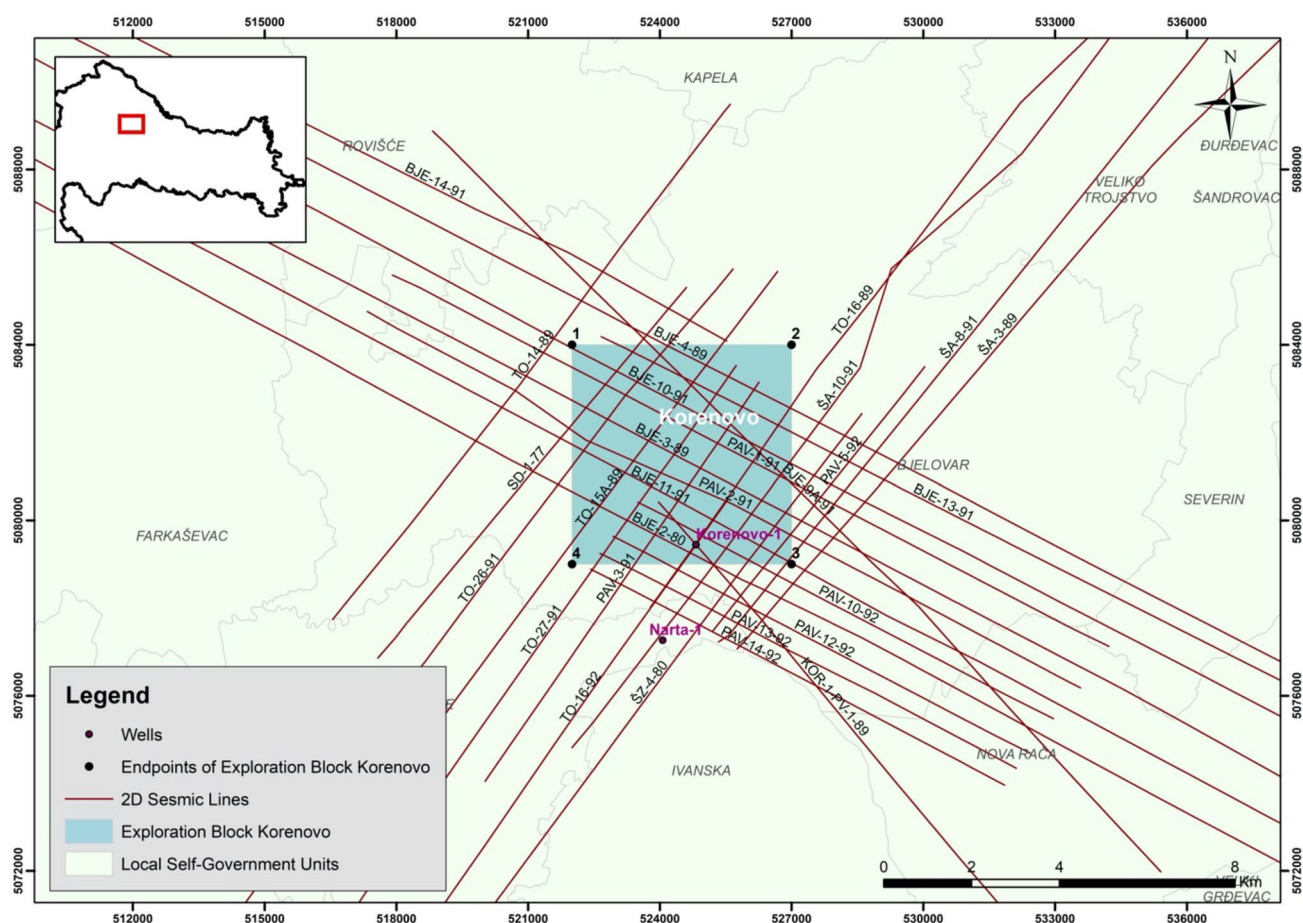 512000 515000 518000 521000 524000 527000 530000 533000 536000
N
KAPELA
ROVIŠĆE
ĐURĐEVAC
5088000
5088000
BJE-14-91
VELIKO
TROJSTVO
ŠANDROVAC
TO-16-89
1
2
5084000
5084000
TO-14-89
BJE-4-89
ŠA-8-91
ŠA-3-89
BJE-10-91
ŠA-10-91
Korenovo
BJE-3-89
PAV-1-91
PAV-5-92
SD-1-77
BJELOVAR
BJE-11-91
PAV-2-91
BJE-9A-91
TO-15A-89
BJE-13-91
SEVERIN
5080000
5080000
FARKAŠEVAC
BJE-2-80
Korenovo-1
4
3
TO-26-91
PAV-3-91
PAV-10-92
TO-27-91
Narta-1
PAV-13-92
PAV-12-92
PAV-14-92
5076000
5076000
TO-16-92
ŠZ-4-80
KOR-1-PV-1-89
E
IVANSKA
NOVA RAČA
Legend
Wells
Endpoints of Exploration Block Korenovo
2D Sesmic Lines
Exploration Block Korenovo
Local Self-Government Units
5072000
5072000
0 2 4 8
Km
GRĐEVAC
512000 515000 518000 521000 524000 527000 530000 533000 536000